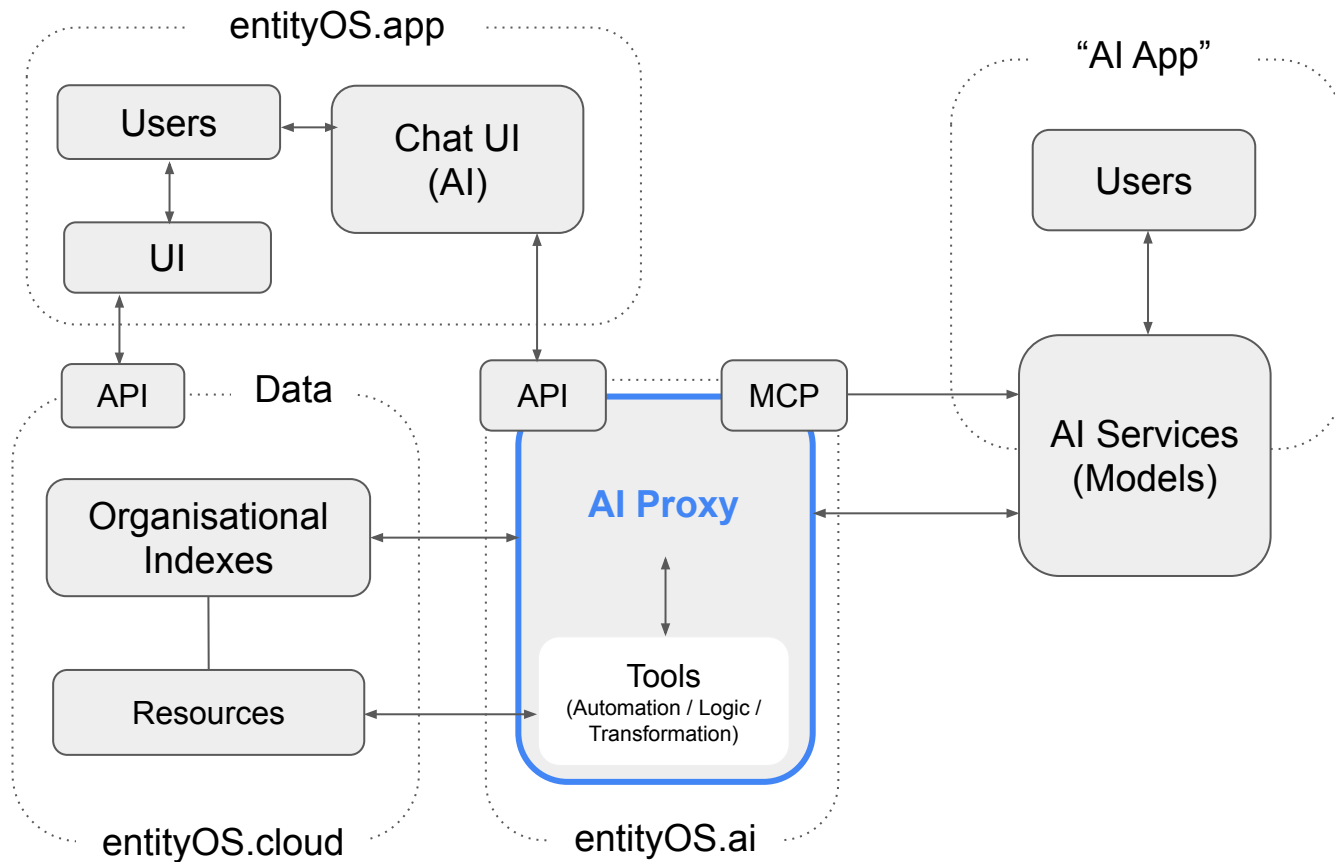 entityOS.app
“AI App”
Users
Chat UI
(AI)
Users
UI
API
Data
API
MCP
AI Services
(Models)
Organisational
Indexes
AI Proxy
Resources
Tools
(Automation / Logic /
Transformation)
entityOS.cloud
entityOS.ai